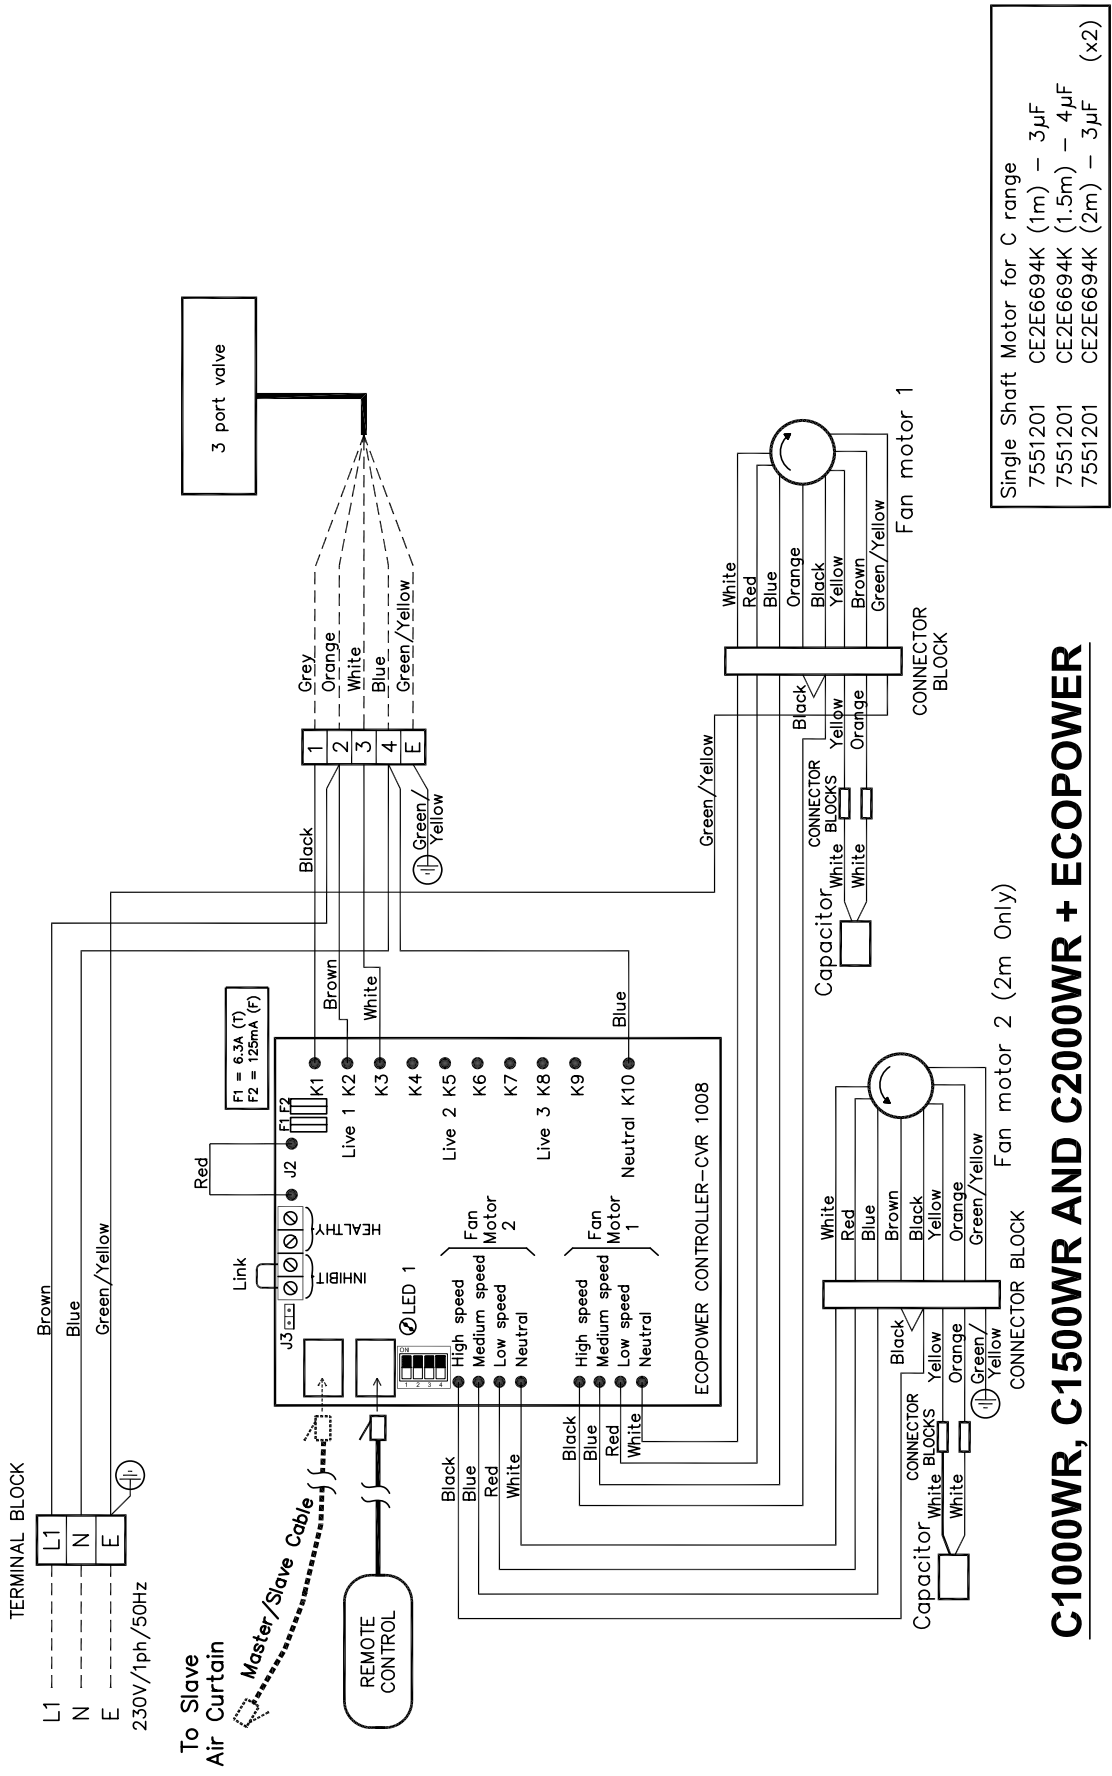 TERMINAL BLOCK
L1
N
E
L1
N
E
230V/1ph/50Hz
Brown
Blue
Green/Yellow
To Slave
Air Curtain
Master/Slave Cable
REMOTE
CONTROL
J3
Link
INHIBIT
HEALTHY
Red
J2
F1
F2
F1 = 6.3A (T)
F2 = 125mA (F)
LED 1
ON
1 2 3 4
High speed
Medium speed
Low speed
Neutral
Fan
Motor
2
High speed
Medium speed
Low speed
Neutral
Fan
Motor
1
K1
Live 1 K2
K3
K4
Live 2 K5
K6
K7
Live 3 K8
K9
Neutral K10
ECOPOWER CONTROLLER-CVR 1008
Black
Blue
Red
White
Black
Blue
Red
White
Black
Brown
White
Blue
1
2
3
4
E
Green/
Yellow
Grey
Orange
White
Blue
Green/Yellow
3 port valve
Green/Yellow
White
Red
Blue
Orange
Black
Yellow
Brown
Green/Yellow
Fan motor 1
CONNECTOR
BLOCK
Black
Yellow
Orange
CONNECTOR
BLOCKS
White
White
Capacitor
White
Red
Blue
Brown
Black
Yellow
Orange
Green/Yellow
Fan motor 2 (2m Only)
CONNECTOR BLOCK
Black
Yellow
Orange
Green/
Yellow
CONNECTOR
BLOCKS
White
White
Capacitor
Single Shaft Motor for C range
7551201 CE2E6694K (1m) - 3µF
7551201 CE2E6694K (1.5m) - 4µF
7551201 CE2E6694K (2m) - 3µF (x2)
C1000WR, C1500WR AND C2000WR + ECOPOWER